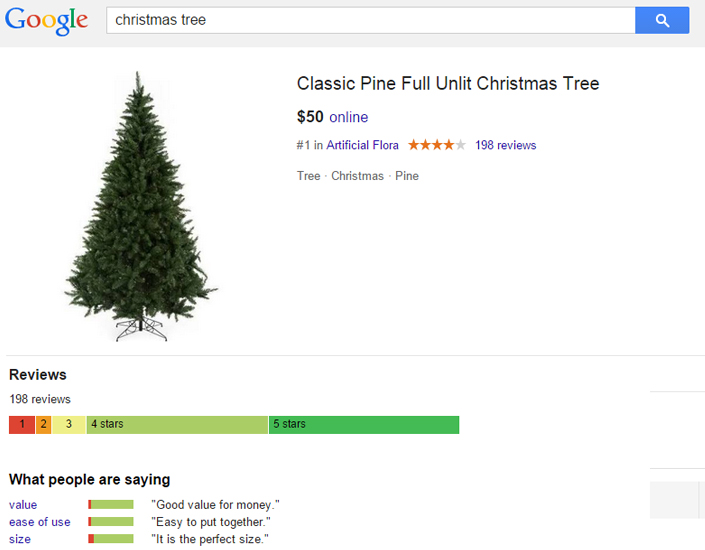 Google
christmas tree
Classic Pine Full Unlit Christmas Tree
$50 online
#1 in Artificial Flora 198 reviews
Tree · Christmas · Pine
Reviews
198 reviews
1 2 3 4 stars 5 stars
What people are saying
value "Good value for money."
ease of use "Easy to put together."
size "It is the perfect size."